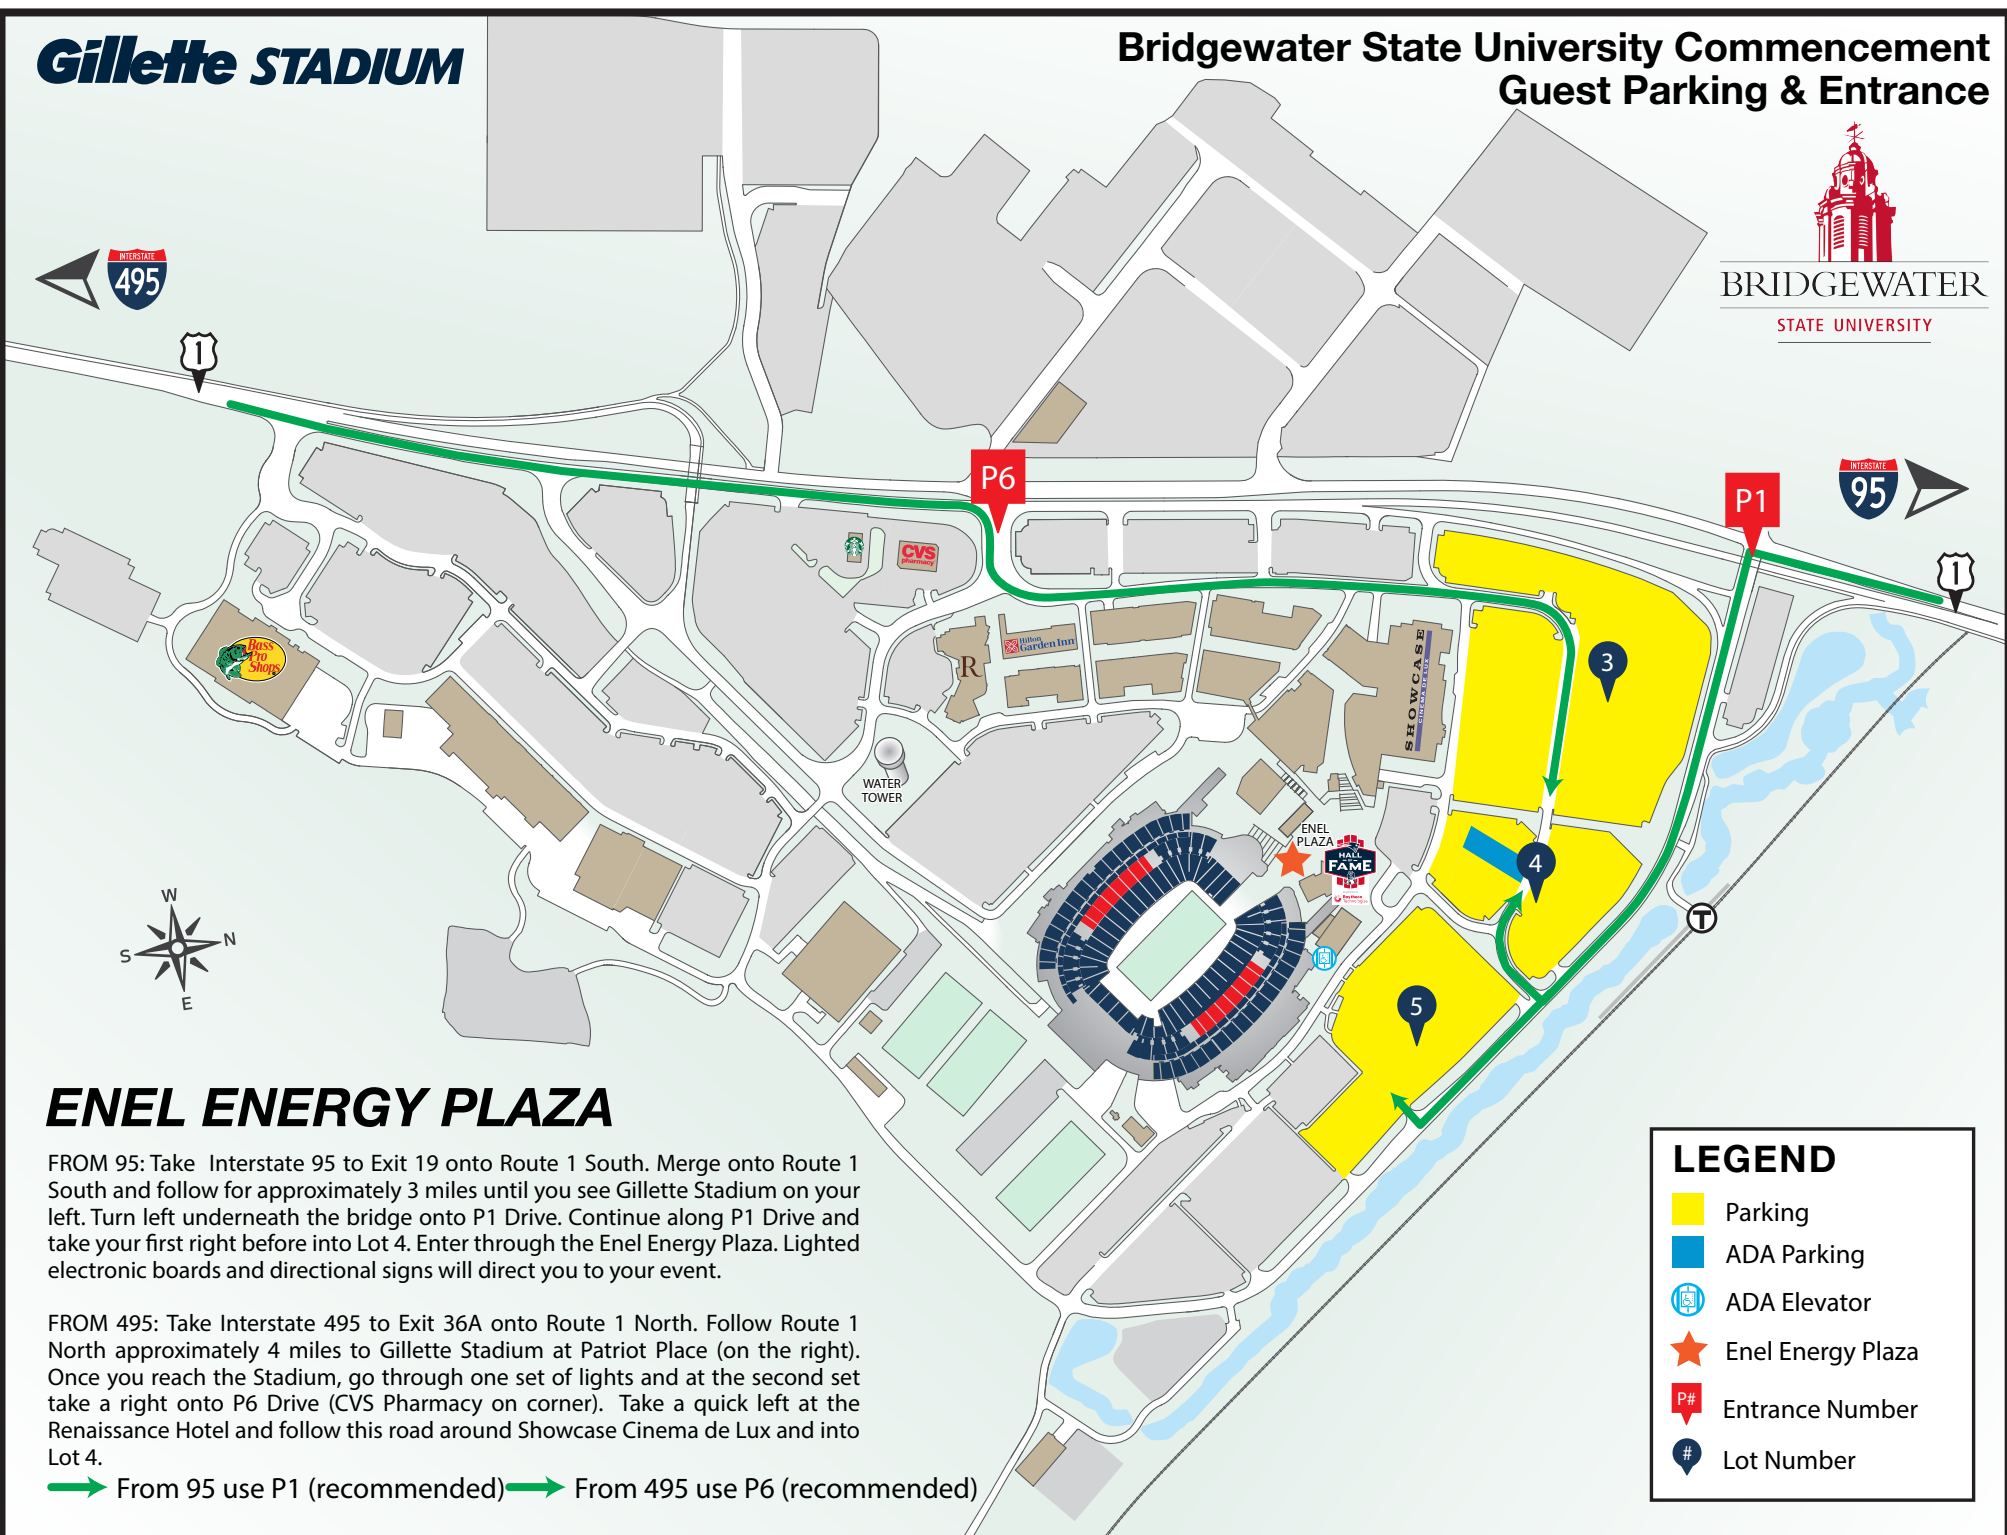 Gillette STADIUM
Bridgewater State University Commencement
Guest Parking & Entrance
BRIDGEWATER
STATE UNIVERSITY
INTERSTATE
495
1
P6
P1
INTERSTATE
95
1
CVS
pharmacy
Bass
Pro
Shops
R
Hilton
Garden Inn
SHOWCASE
CINEMA DE LUX
3
WATER
TOWER
ENEL
PLAZA
HALL
FAME
Raytheon
4
T
5
W
N
S
E
ENEL ENERGY PLAZA
FROM 95: Take Interstate 95 to Exit 19 onto Route 1 South. Merge onto Route 1
South and follow for approximately 3 miles until you see Gillette Stadium on your
left. Turn left underneath the bridge onto P1 Drive. Continue along P1 Drive and
take your first right before into Lot 4. Enter through the Enel Energy Plaza. Lighted
electronic boards and directional signs will direct you to your event.
FROM 495: Take Interstate 495 to Exit 36A onto Route 1 North. Follow Route 1
North approximately 4 miles to Gillette Stadium at Patriot Place (on the right).
Once you reach the Stadium, go through one set of lights and at the second set
take a right onto P6 Drive (CVS Pharmacy on corner). Take a quick left at the
Renaissance Hotel and follow this road around Showcase Cinema de Lux and into
Lot 4.
From 95 use P1 (recommended)
From 495 use P6 (recommended)
LEGEND
Parking
ADA Parking
ADA Elevator
Enel Energy Plaza
P#
Entrance Number
#
Lot Number